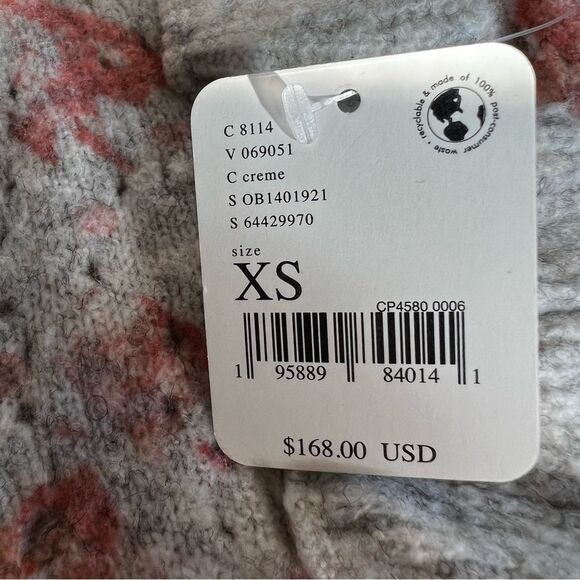 recyclable & made of 100% post-consumer waste •
C 8114
V 069051
C creme
S OB1401921
S 64429970
size
XS
CP4580 0006
1 95889 84014 1
$168.00 USD